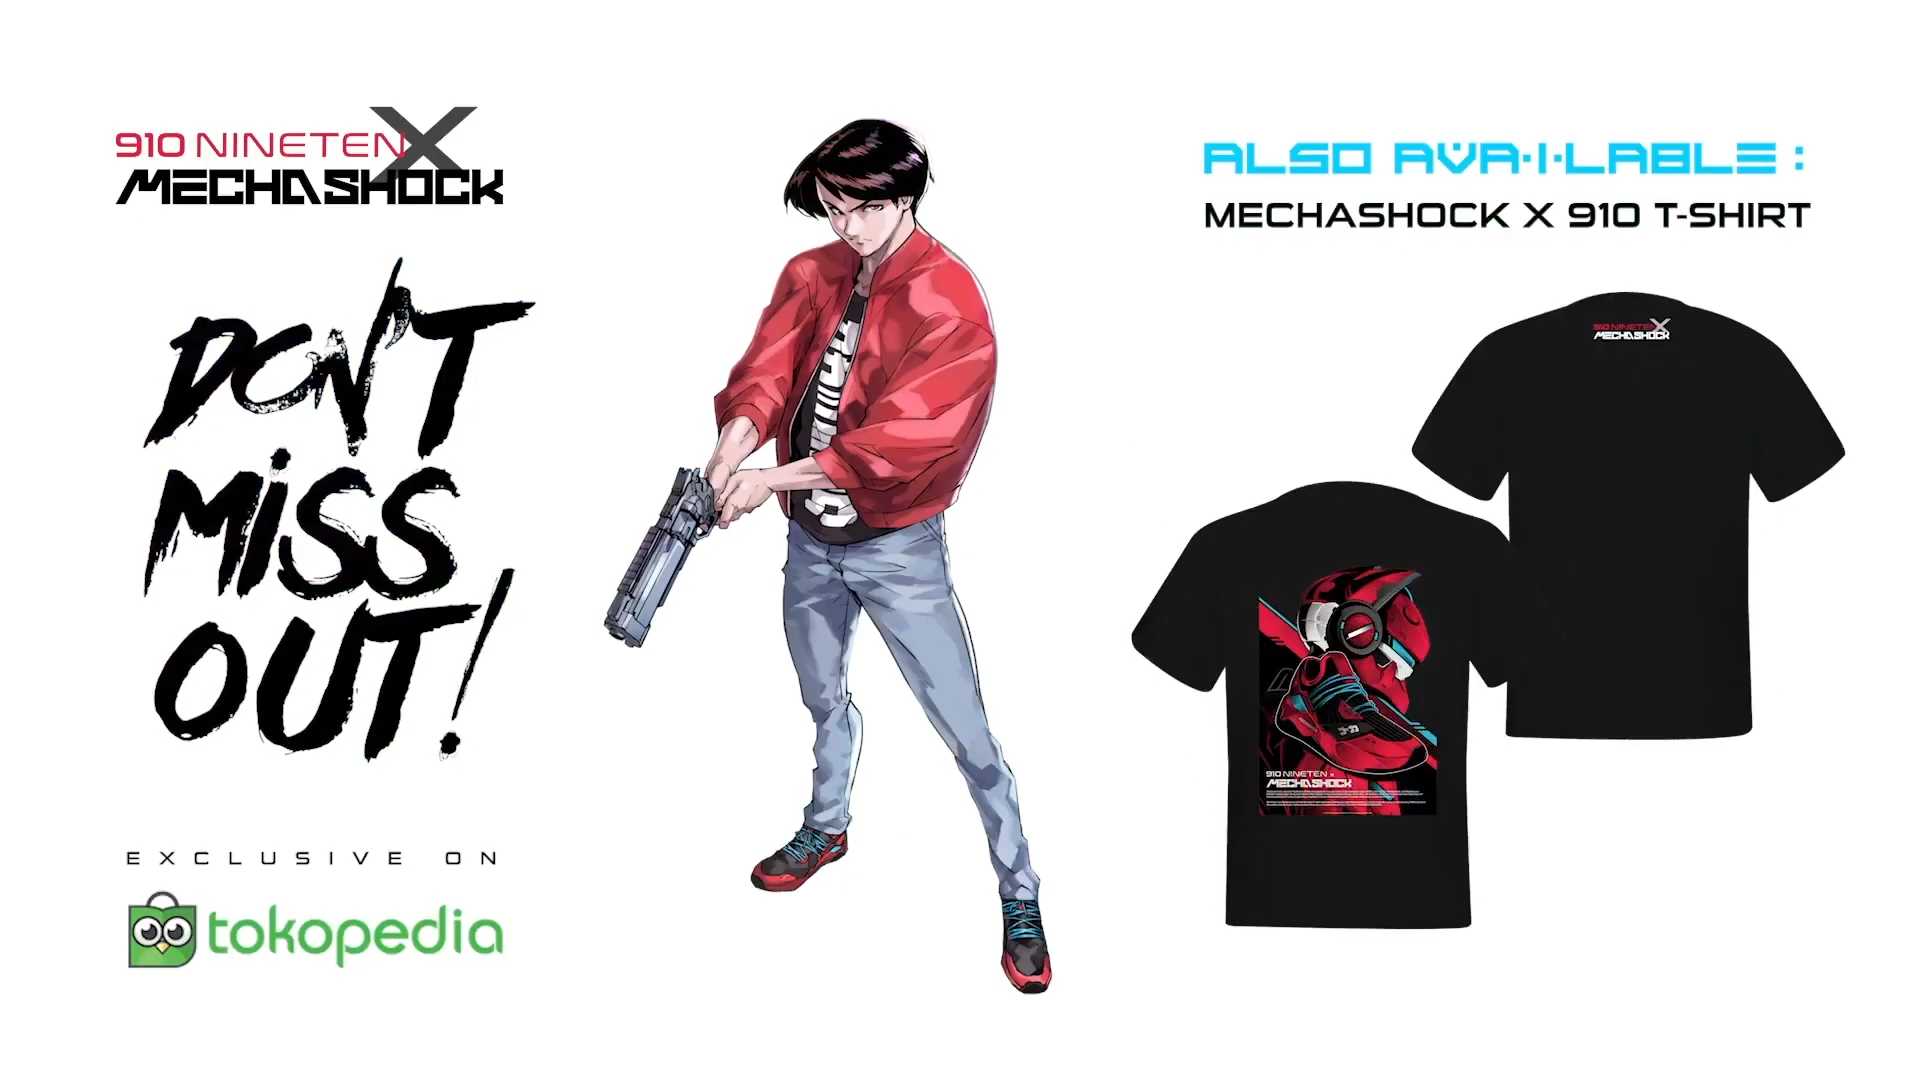 910 NINETEN X
MECHASHOCK
DON'T
MISS
OUT!
EXCLUSIVE ON
tokopedia
ALSO AVAILABLE :
MECHASHOCK X 910 T-SHIRT
910 NINETEN X
MECHASHOCK
910 NINETEN X
MECHASHOCK